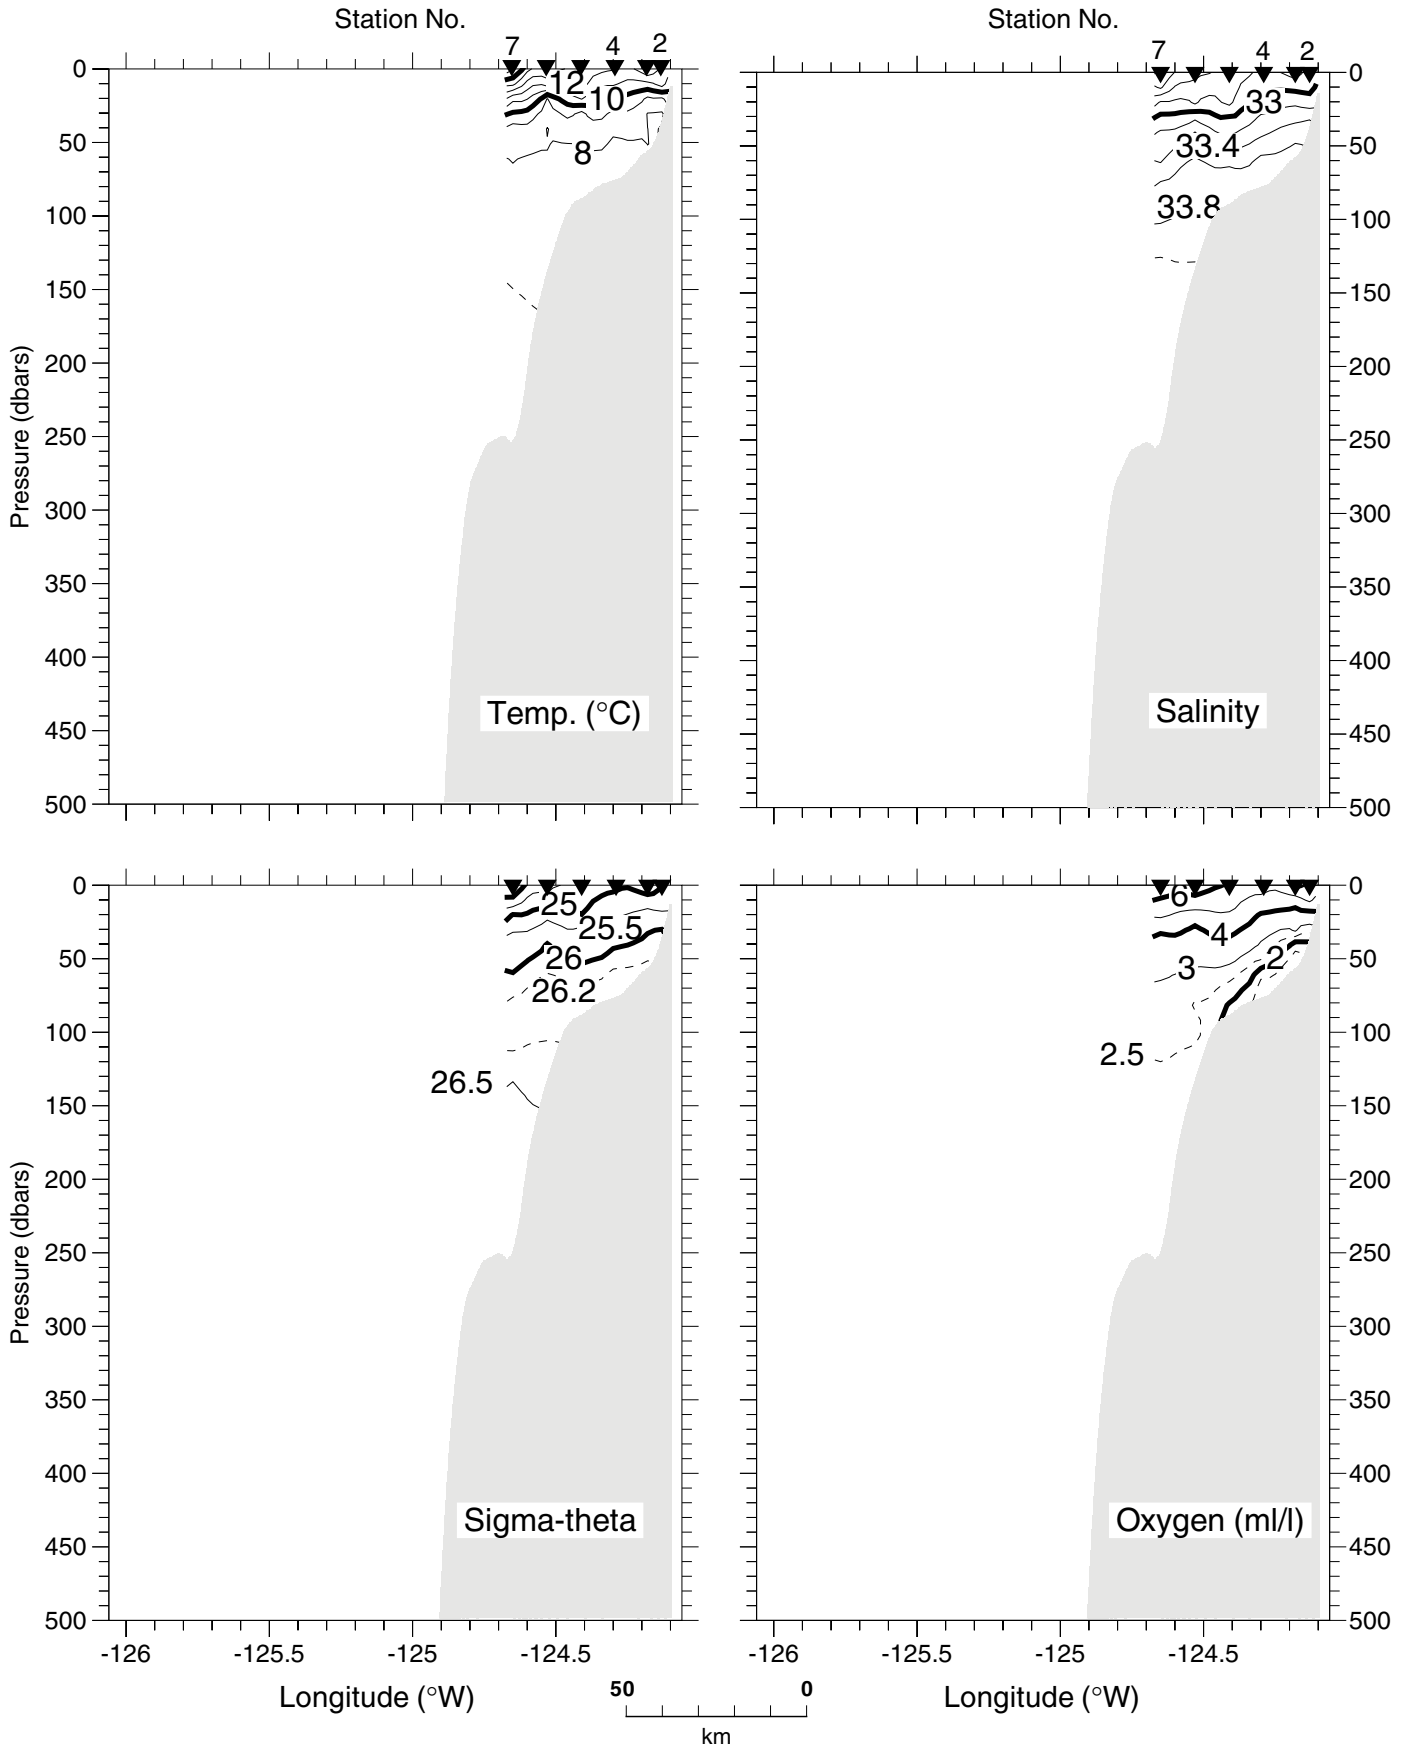 Station No. Station No.
7 4 2 7 4 2
0 0
12
10 33
50 50
8 33.4
100 33.8 100
150 150
200 200
Pressure (dbars)
250 250
300 300
350 350
400 400
Temp. (°C) Salinity
450 450
500 500
0 0
25 6
25.5 4
50 26 3 2 50
26.2
100 100
26.5 2.5
150 150
200 200
Pressure (dbars)
250 250
300 300
350 350
400 400
Sigma-theta Oxygen (ml/l)
450 450
500 500
-126 -125.5 -125 -124.5 -126 -125.5 -125 -124.5
Longitude (°W) 50 0 Longitude (°W)
km